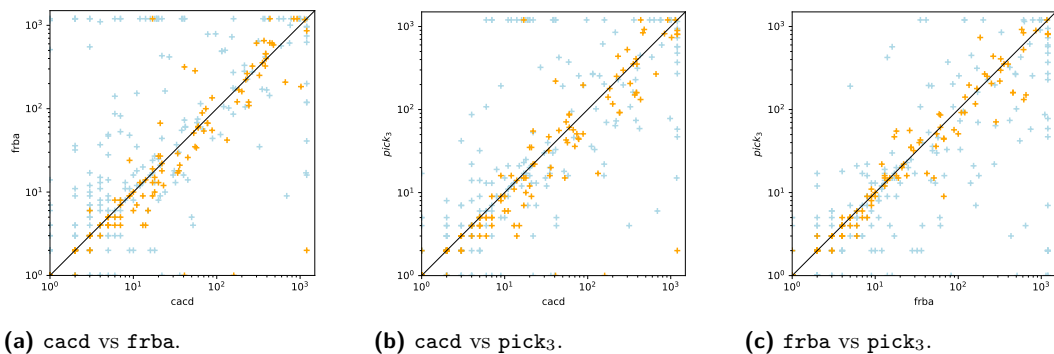 10³
10²
10¹
10⁰
frba
10⁰ 10¹ 10² 10³
cacd
10³
10²
10¹
10⁰
pick₃
10⁰ 10¹ 10² 10³
cacd
10³
10²
10¹
10⁰
pick₃
10⁰ 10¹ 10² 10³
frba
(a) cacd vs frba.
(b) cacd vs pick₃.
(c) frba vs pick₃.